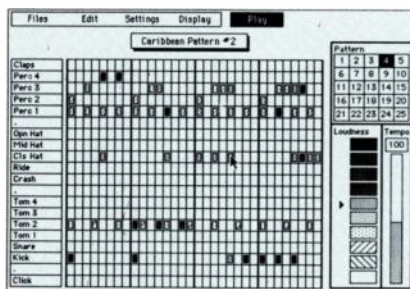 Files Edit Settings Display Play
Caribbean Pattern #2
Claps
Perc 4
Perc 3
Perc 2
Perc 1
.
Opn Hat
Mid Hat
Cls Hat
Ride
Crash
.
Tom 4
Tom 3
Tom 2
Tom 1
Snare
Kick
.
Click
Pattern
1 2 3 4 5
6 7 8 9 10
11 12 13 14 15
16 17 18 19 20
21 22 23 24 25
Loudness
Tempo
100